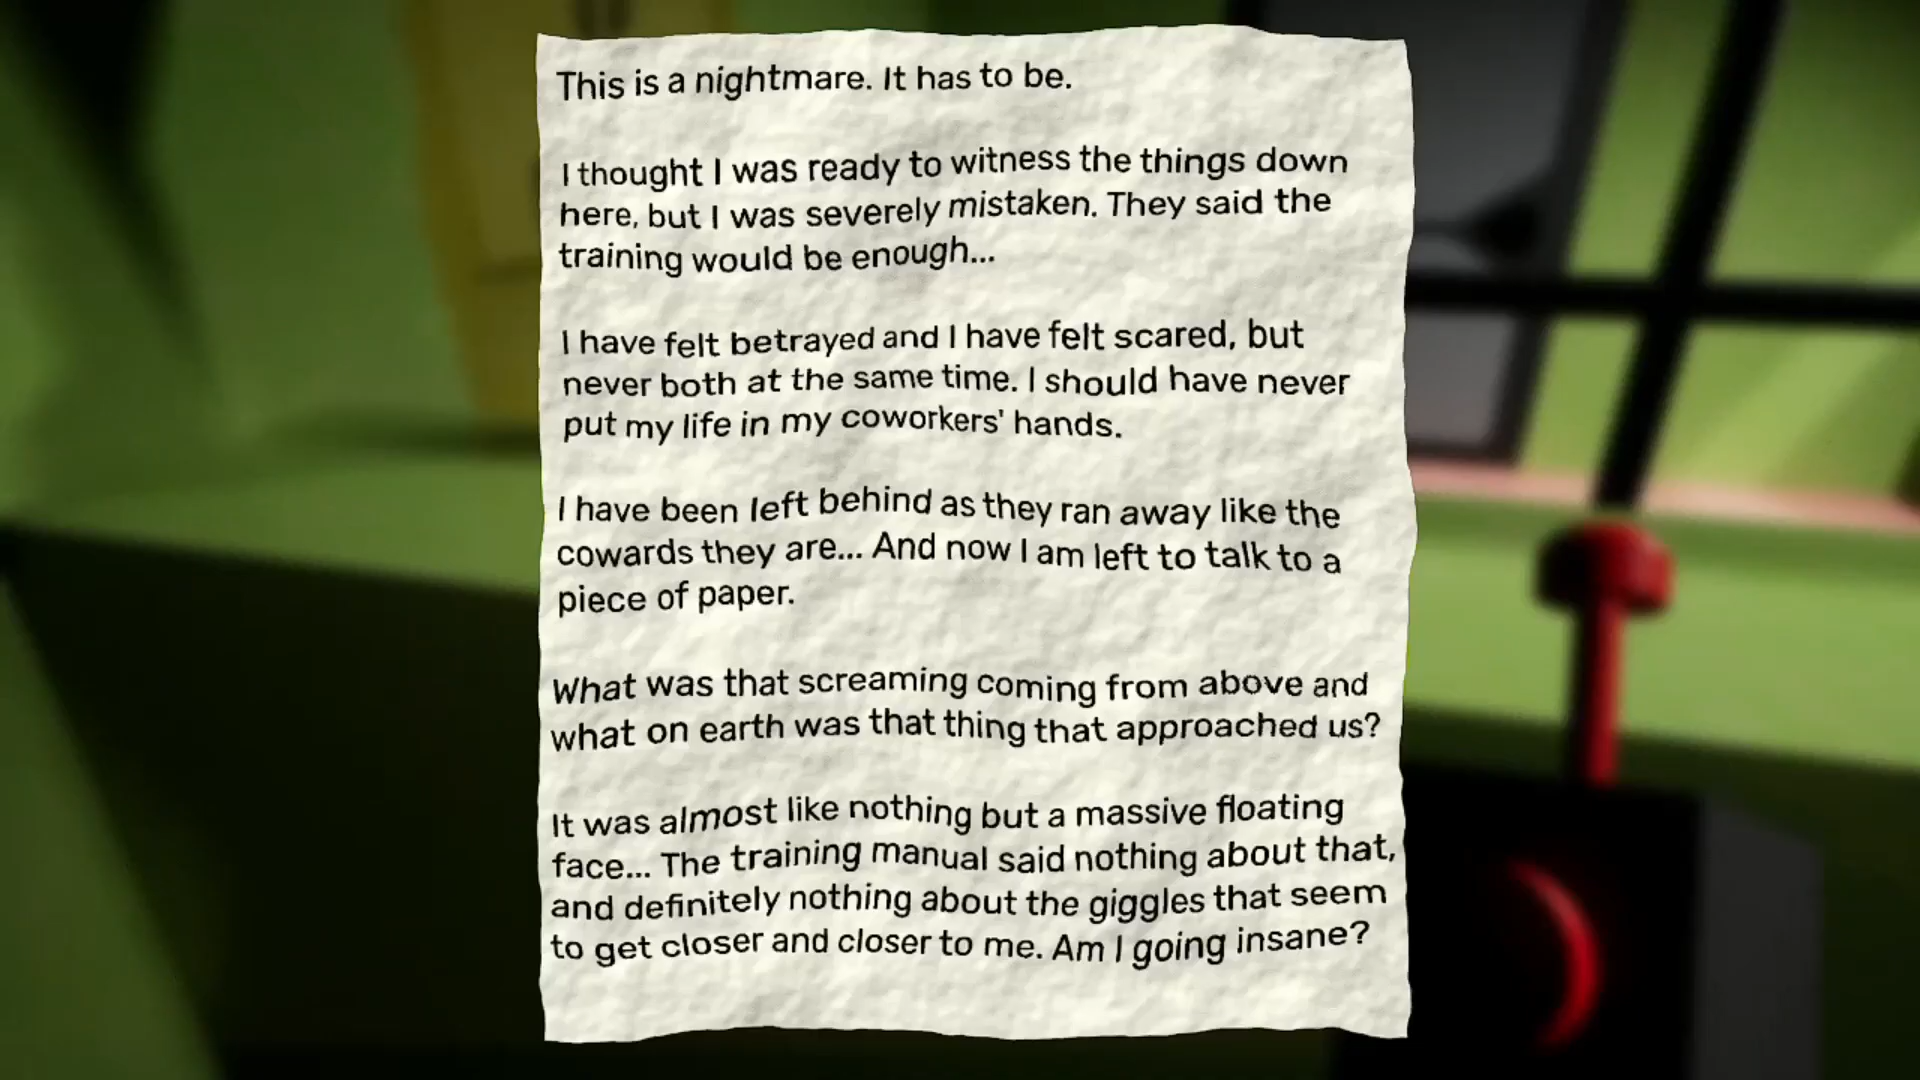 This is a nightmare. It has to be.
I thought I was ready to witness the things down
here, but I was severely mistaken. They said the
training would be enough...
I have felt betrayed and I have felt scared, but
never both at the same time. I should have never
put my life in my coworkers' hands.
I have been left behind as they ran away like the
cowards they are... And now I am left to talk to a
piece of paper.
What was that screaming coming from above and
what on earth was that thing that approached us?
It was almost like nothing but a massive floating
face... The training manual said nothing about that,
and definitely nothing about the giggles that seem
to get closer and closer to me. Am I going insane?